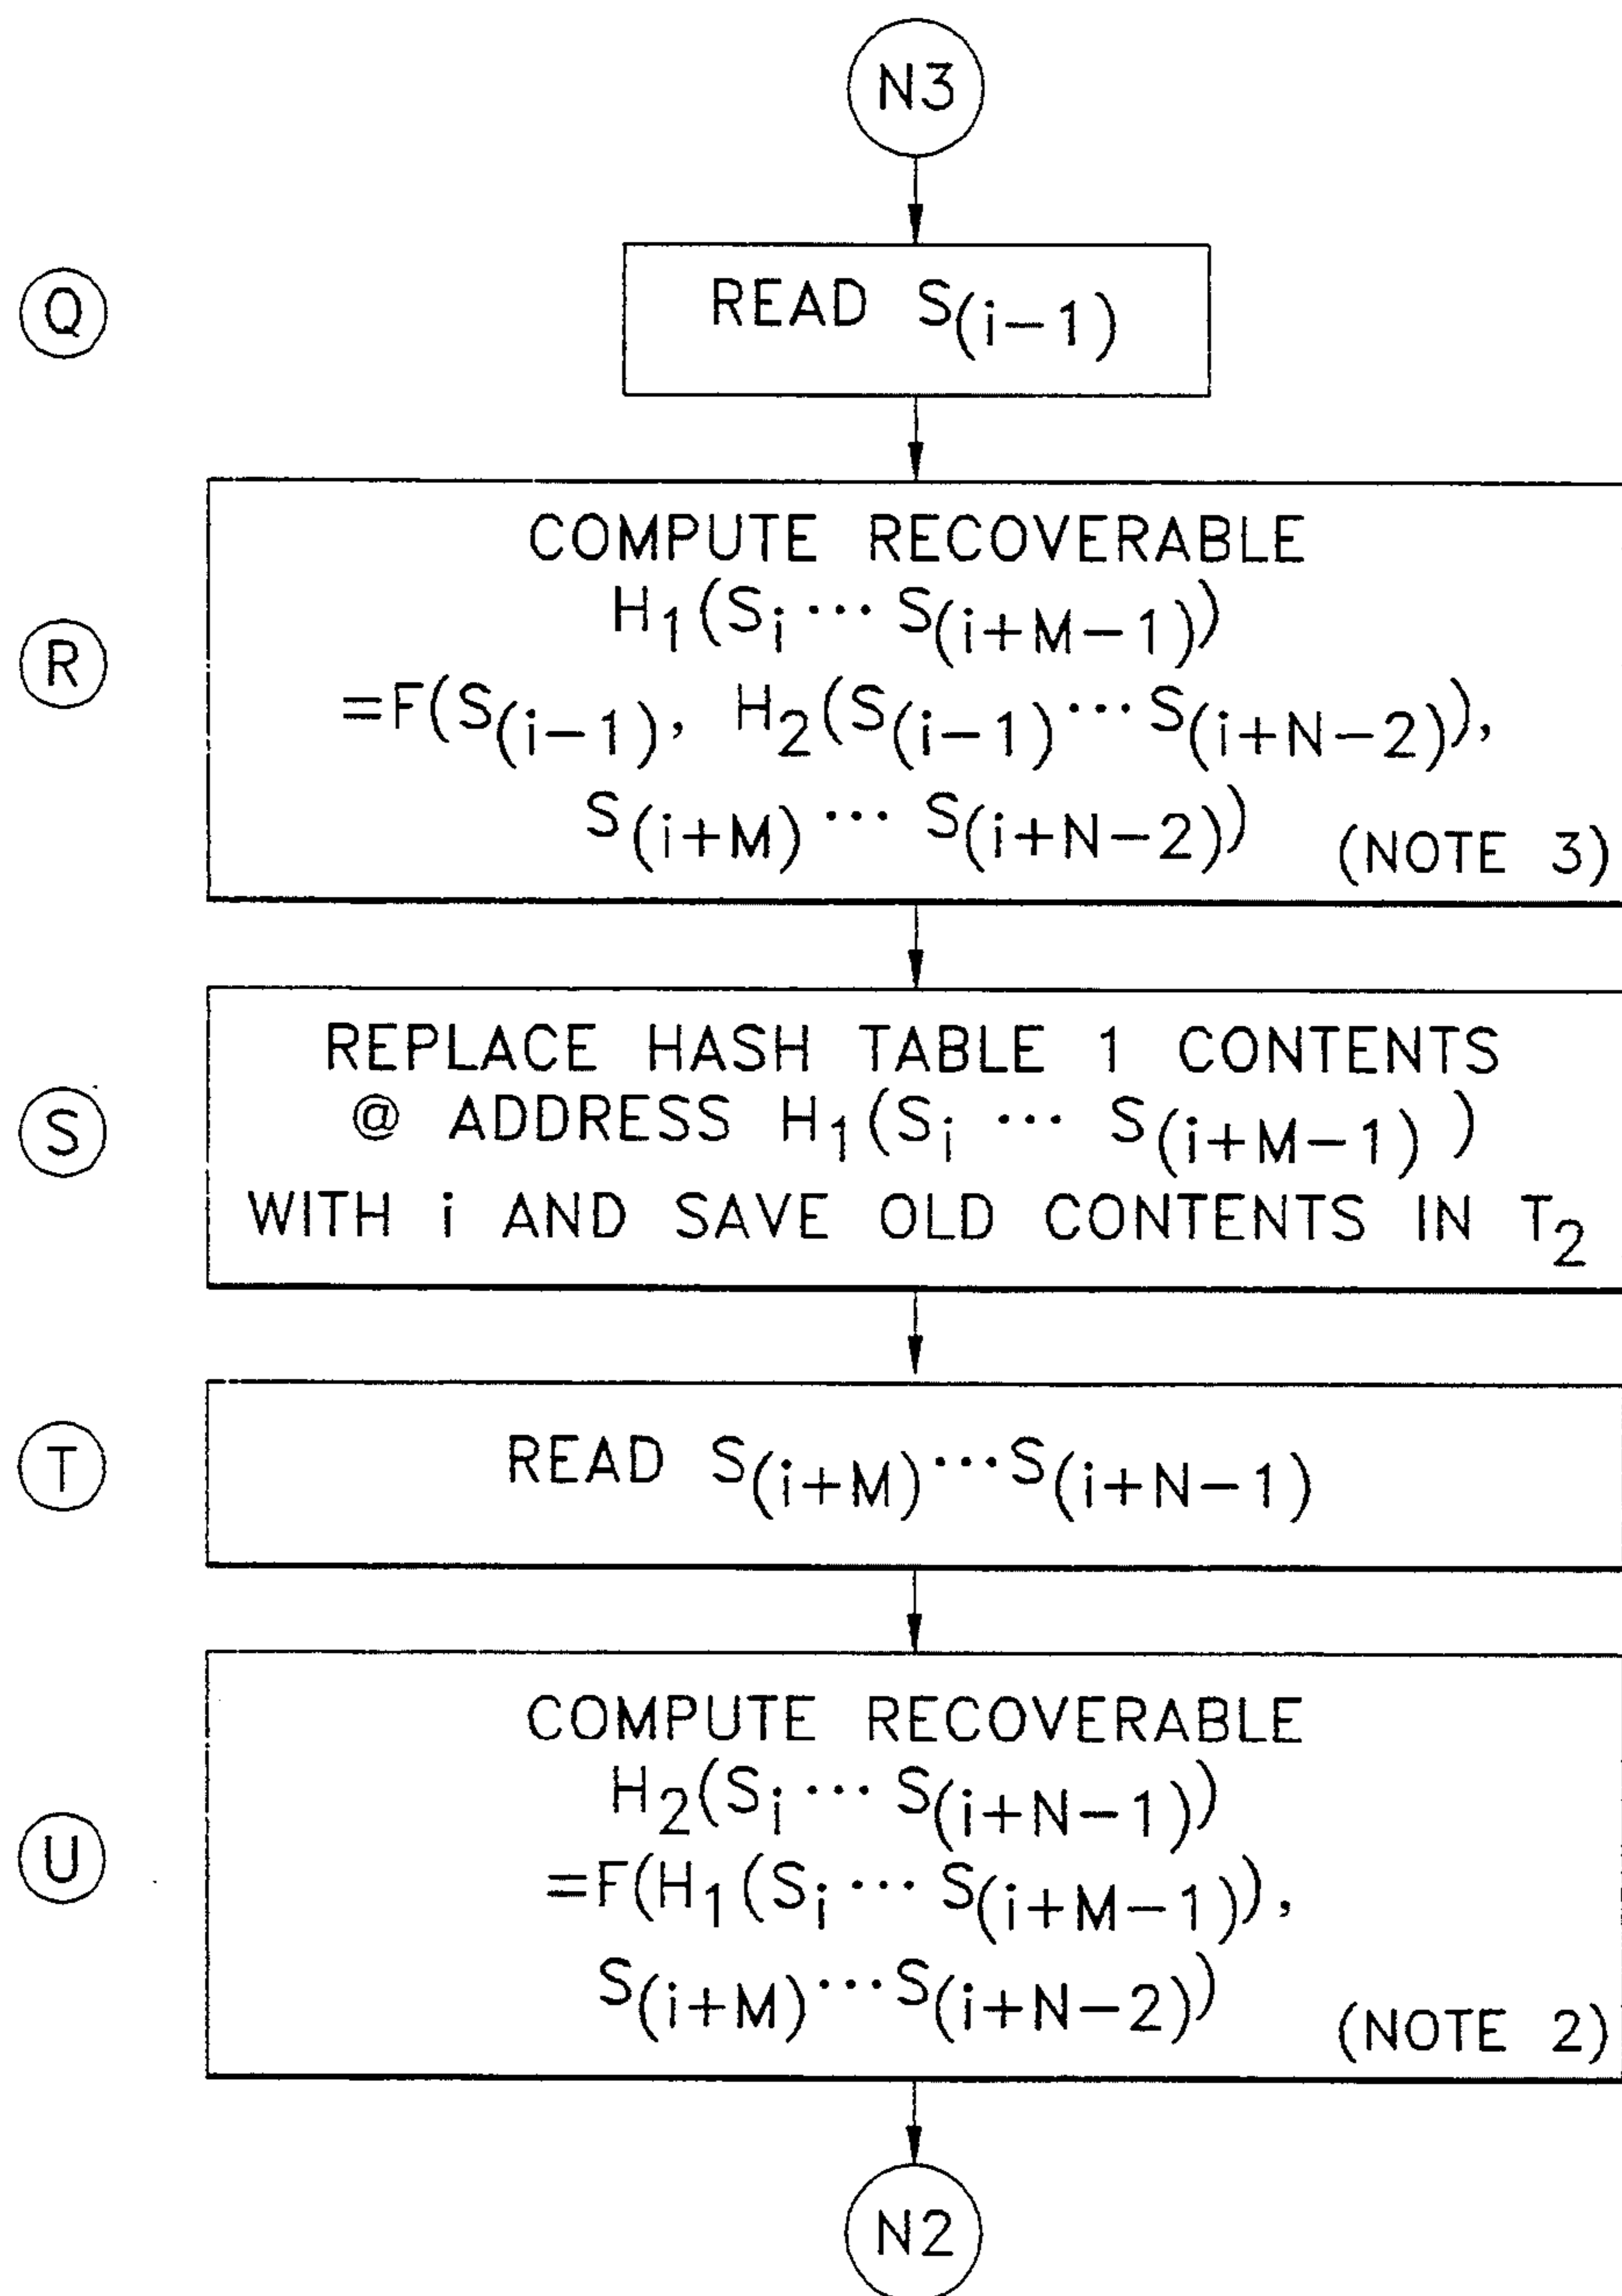 N3
Q
READ S(i−1)
R
COMPUTE RECOVERABLE
H1(Si ··· S(i+M−1))
=F(S(i−1), H2(S(i−1)··· S(i+N−2)),
S(i+M) ··· S(i+N−2)) (NOTE 3)
S
REPLACE HASH TABLE 1 CONTENTS
@ ADDRESS H1(Si ··· S(i+M−1) )
WITH i AND SAVE OLD CONTENTS IN T2
T
READ S(i+M)···S(i+N−1)
U
COMPUTE RECOVERABLE
H2(Si ··· S(i+N−1))
=F(H1(Si ··· S(i+M−1)),
S(i+M)···S(i+N−2)) (NOTE 2)
N2